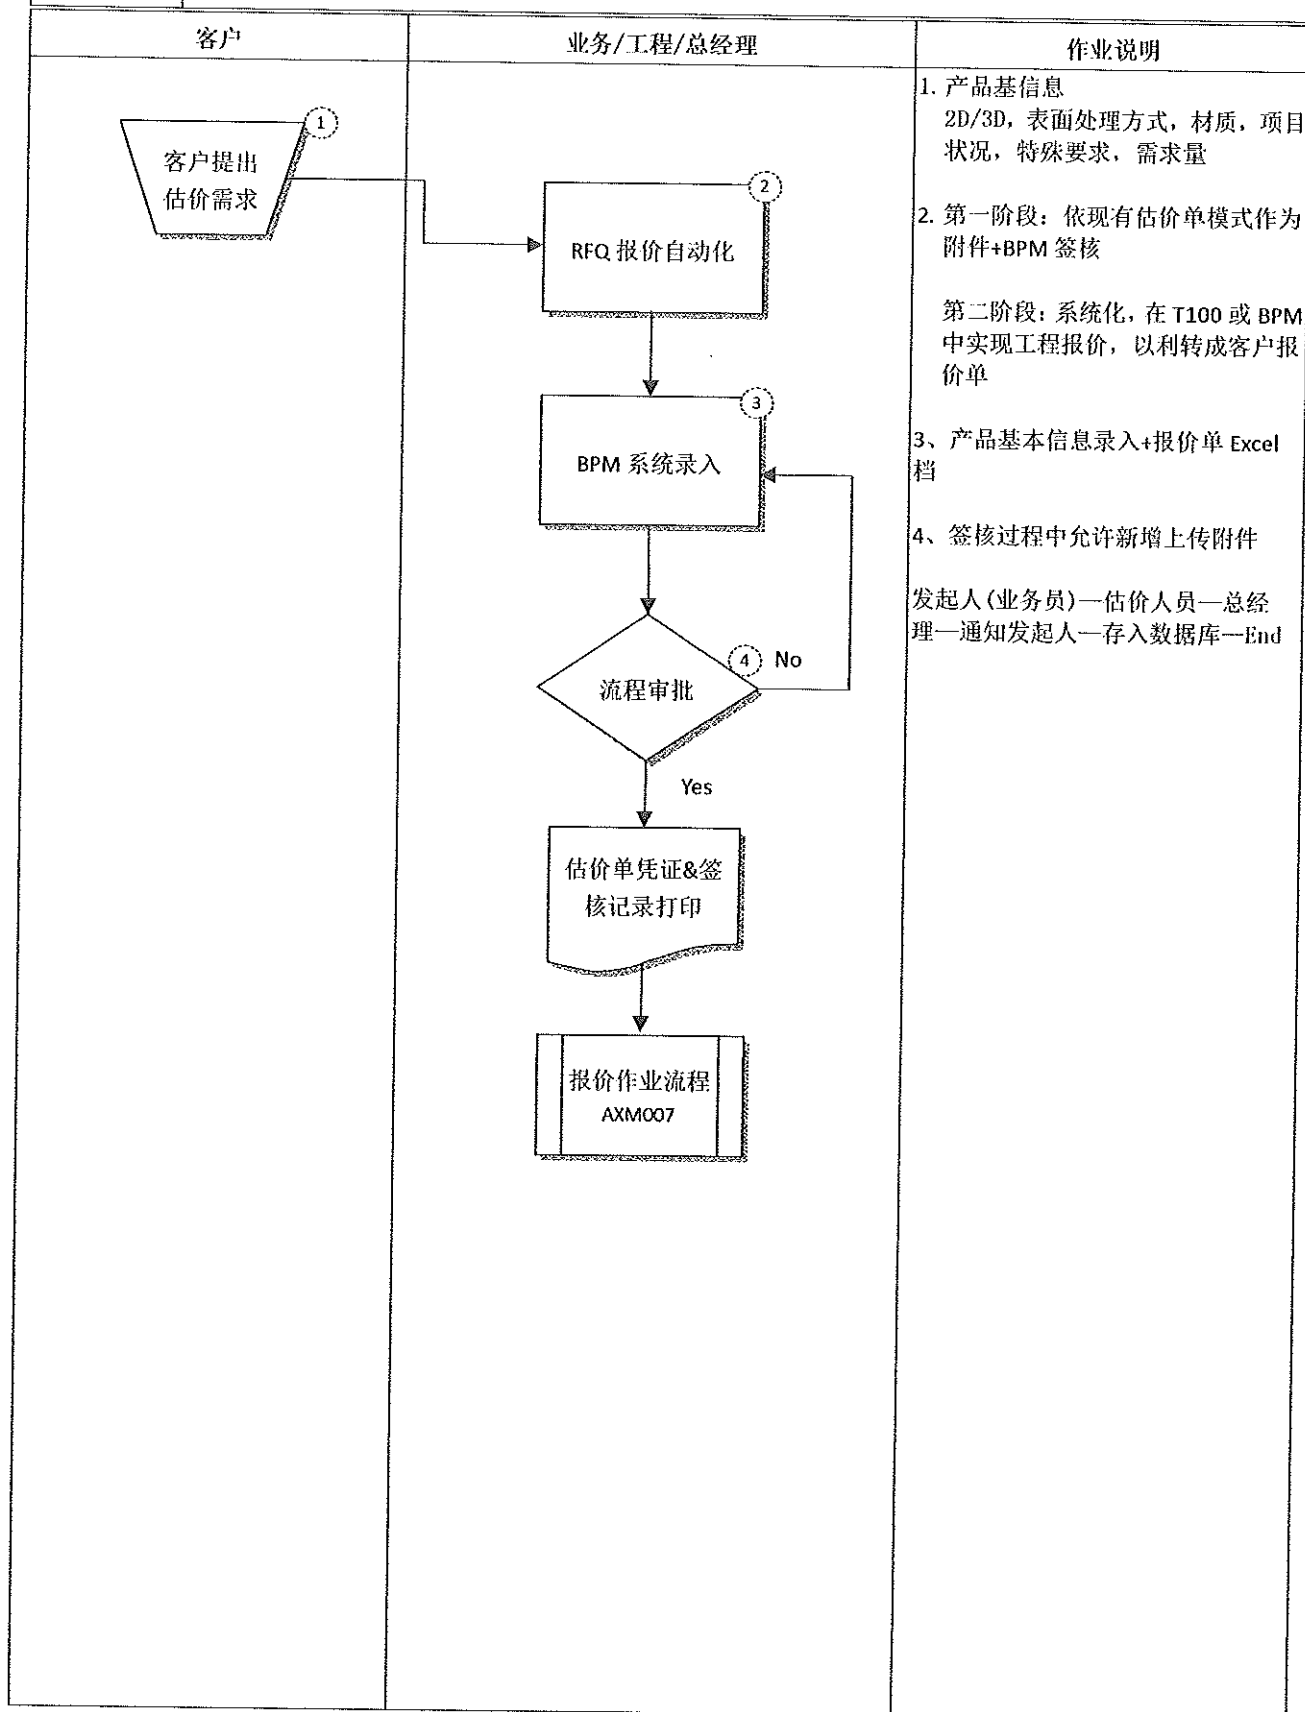 客户
业务/工程/总经理
作业说明
1
客户提出
估价需求
2
RFQ 报价自动化
3
BPM 系统录入
4
No
流程审批
Yes
估价单凭证&签
核记录打印
报价作业流程
AXM007
1. 产品基信息
2D/3D，表面处理方式，材质，项目
状况，特殊要求，需求量
2. 第一阶段：依现有估价单模式作为
附件+BPM 签核
第二阶段：系统化，在 T100 或 BPM
中实现工程报价，以利转成客户报
价单
3、产品基本信息录入+报价单 Excel
档
4、签核过程中允许新增上传附件
发起人(业务员)—估价人员—总经
理—通知发起人—存入数据库—End